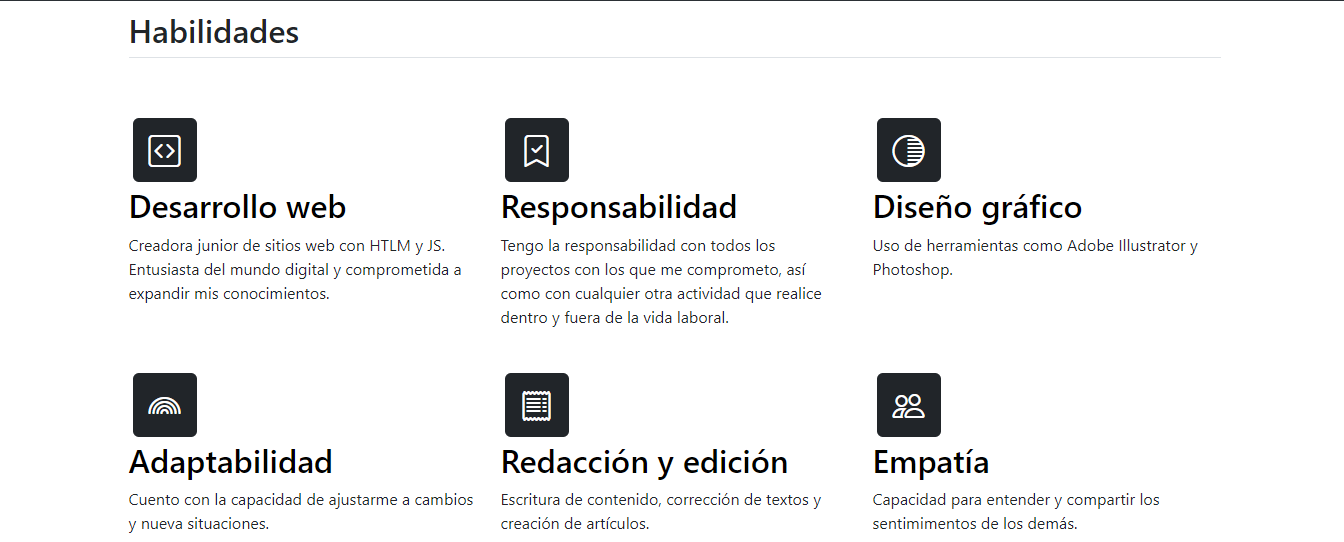 Habilidades
Desarrollo web
Creadora junior de sitios web con HTLM y JS.
Entusiasta del mundo digital y comprometida a
expandir mis conocimientos.
Responsabilidad
Tengo la responsabilidad con todos los
proyectos con los que me comprometo, así
como con cualquier otra actividad que realice
dentro y fuera de la vida laboral.
Diseño gráfico
Uso de herramientas como Adobe Illustrator y
Photoshop.
Adaptabilidad
Cuento con la capacidad de ajustarme a cambios
y nueva situaciones.
Redacción y edición
Escritura de contenido, corrección de textos y
creación de artículos.
Empatía
Capacidad para entender y compartir los
sentimimentos de los demás.